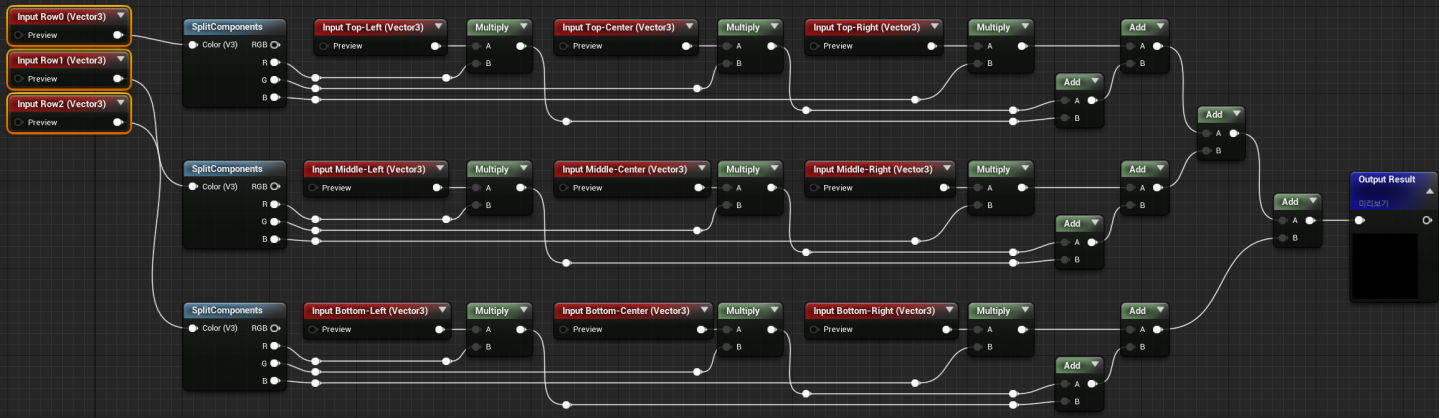 Input Row0 (Vector3)
Preview
Input Row1 (Vector3)
Preview
Input Row2 (Vector3)
Preview
SplitComponents
Color (V3) RGB
R
G
B
Input Top-Left (Vector3)
Preview
Multiply
A
B
Input Top-Center (Vector3)
Preview
Multiply
A
B
Input Top-Right (Vector3)
Preview
Multiply
A
B
Add
A
B
Add
A
B
SplitComponents
Color (V3) RGB
R
G
B
Input Middle-Left (Vector3)
Preview
Multiply
A
B
Input Middle-Center (Vector3)
Preview
Multiply
A
B
Input Middle-Right (Vector3)
Preview
Multiply
A
B
Add
A
B
Add
A
B
SplitComponents
Color (V3) RGB
R
G
B
Input Bottom-Left (Vector3)
Preview
Multiply
A
B
Input Bottom-Center (Vector3)
Preview
Multiply
A
B
Input Bottom-Right (Vector3)
Preview
Multiply
A
B
Add
A
B
Add
A
B
Add
A
B
Add
A
B
Output Result
미리보기